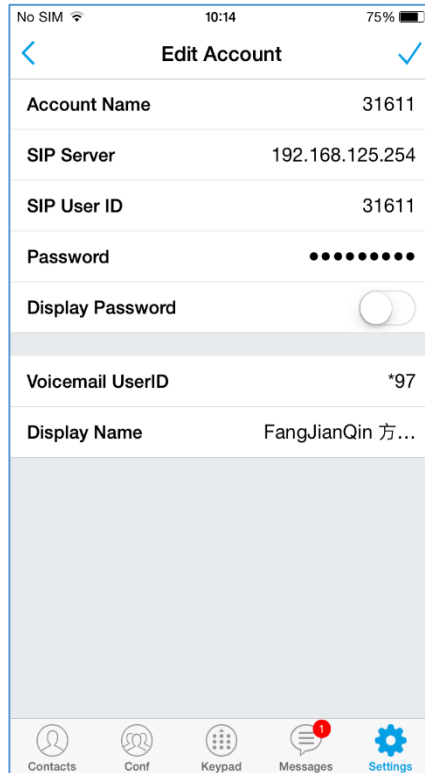 No SIM 10:14 75%
Edit Account
Account Name 31611
SIP Server 192.168.125.254
SIP User ID 31611
Password ●●●●●●●●●
Display Password
Voicemail UserID *97
Display Name FangJianQin 方...
1
Contacts Conf Keypad Messages Settings